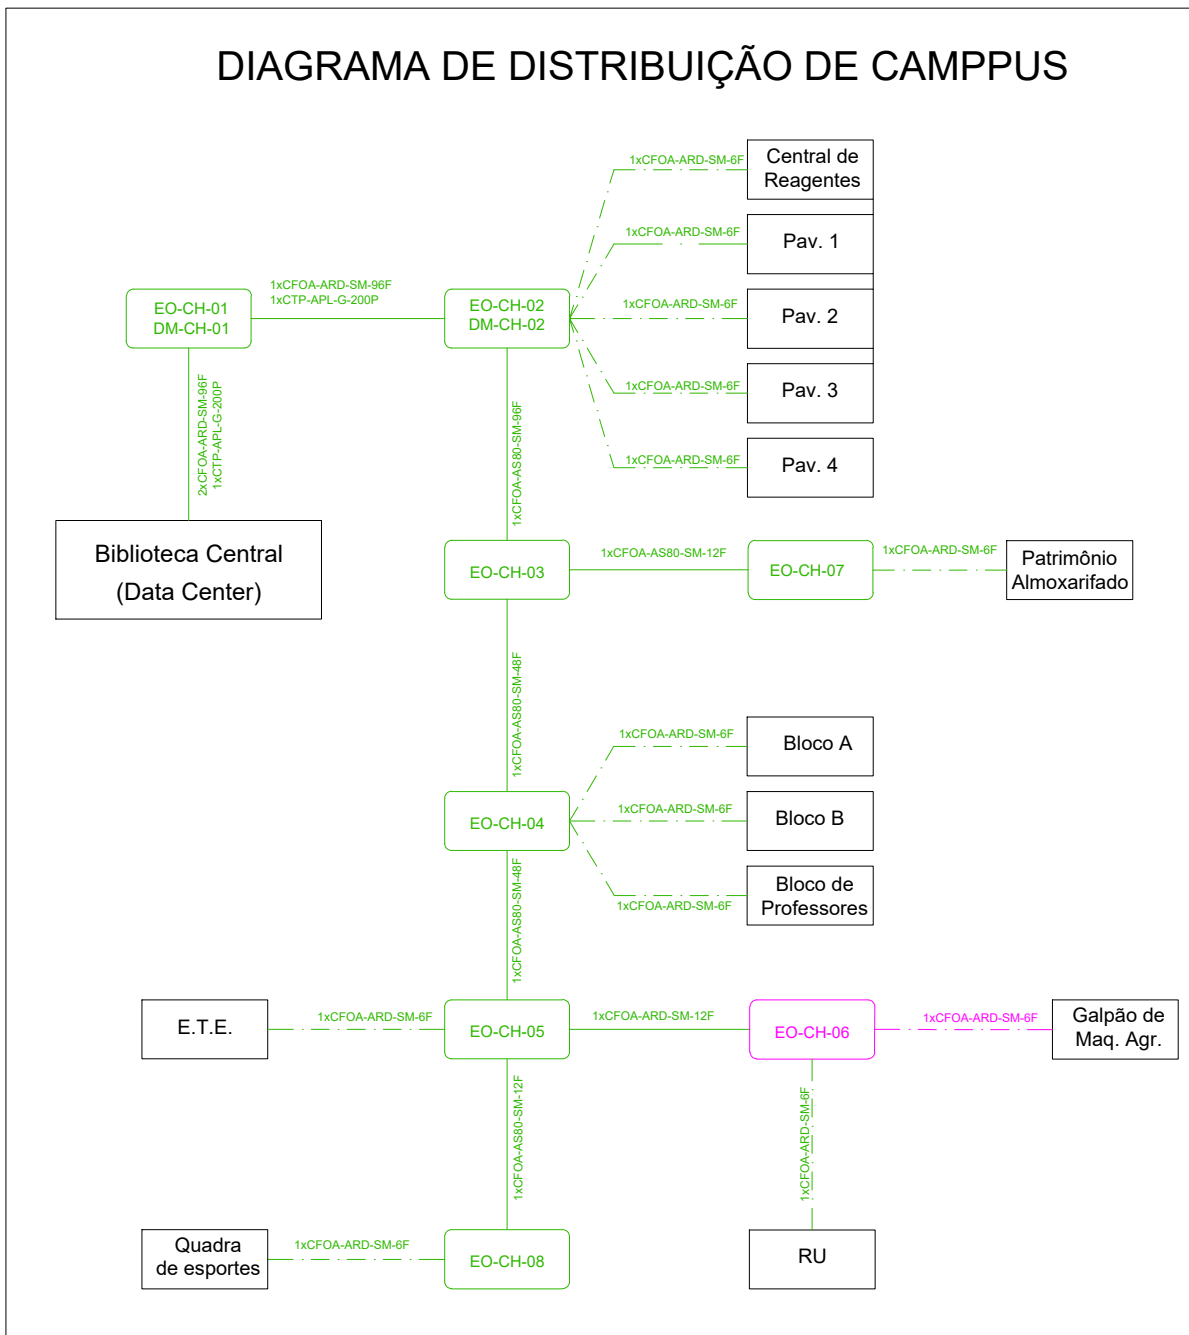 DIAGRAMA DE DISTRIBUIÇÃO DE CAMPPUS
1xCFOA-ARD-SM-6F
Central de
Reagentes
1xCFOA-ARD-SM-6F
Pav. 1
1xCFOA-ARD-SM-96F
1xCTP-APL-G-200P
EO-CH-01
DM-CH-01
EO-CH-02
DM-CH-02
1xCFOA-ARD-SM-6F
Pav. 2
1xCFOA-ARD-SM-6F
Pav. 3
2xCFOA-ARD-SM-96F
1xCTP-APL-G-200P
1xCFOA-AS80-SM-96F
1xCFOA-ARD-SM-6F
Pav. 4
Biblioteca Central
(Data Center)
EO-CH-03
1xCFOA-AS80-SM-12F
EO-CH-07
1xCFOA-ARD-SM-6F
Patrimônio
Almoxarifado
1xCFOA-AS80-SM-48F
1xCFOA-ARD-SM-6F
Bloco A
EO-CH-04
1xCFOA-ARD-SM-6F
Bloco B
1xCFOA-ARD-SM-6F
Bloco de
Professores
1xCFOA-AS80-SM-48F
E.T.E.
1xCFOA-ARD-SM-6F
EO-CH-05
1xCFOA-ARD-SM-12F
EO-CH-06
1xCFOA-ARD-SM-6F
Galpão de
Maq. Agr.
1xCFOA-AS80-SM-12F
1xCFOA-ARD-SM-6F
Quadra
de esportes
1xCFOA-ARD-SM-6F
EO-CH-08
RU